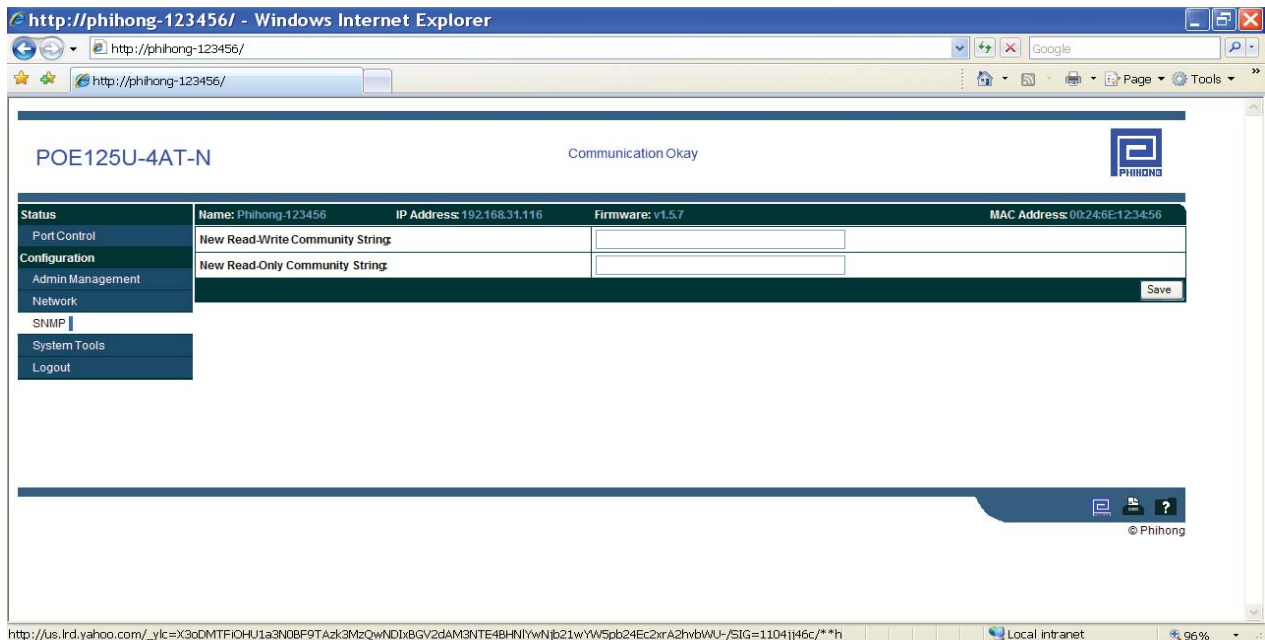 http://phihong-123456/ - Windows Internet Explorer
http://phihong-123456/
Google
http://phihong-123456/
Page
Tools
»
POE125U-4AT-N
Communication Okay
PHIHONG
Status
Name: Phihong-123456 IP Address: 192.168.31.116 Firmware: v1.5.7 MAC Address: 00:24:6E:12:34:56
Port Control
New Read-Write Community String:
Configuration
New Read-Only Community String:
Admin Management
Save
Network
SNMP
System Tools
Logout
?
© Phihong
Local intranet
96%